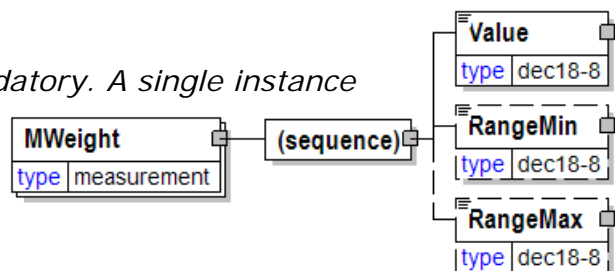 Value
type dec18-8
datory. A single instance
RangeMin
type dec18-8
MWeight
type measurement
(sequence)
RangeMax
type dec18-8